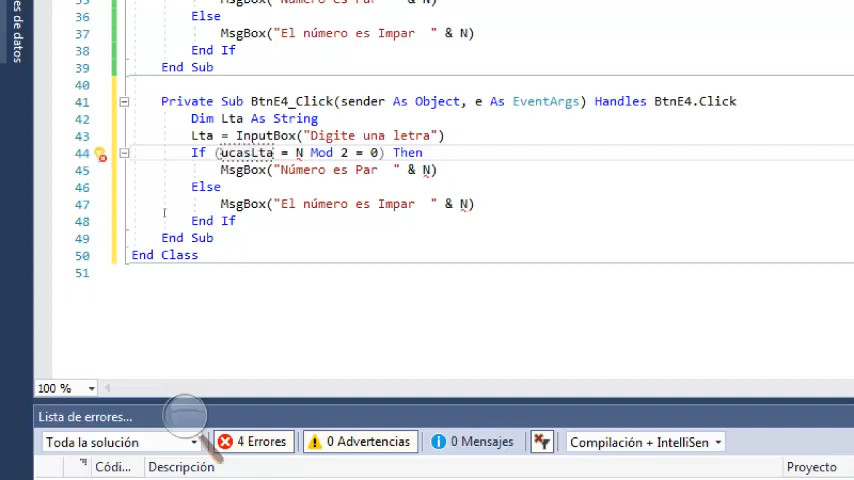 es de datos
35 MsgBox("Número es Par " & N)
36 Else
37 MsgBox("El número es Impar " & N)
38 End If
39 End Sub
40
41 Private Sub BtnE4_Click(sender As Object, e As EventArgs) Handles BtnE4.Click
42 Dim Lta As String
43 Lta = InputBox("Digite una letra")
44 If (ucasLta = N Mod 2 = 0) Then
45 MsgBox("Número es Par " & N)
46 Else
47 MsgBox("El número es Impar " & N)
48 End If
49 End Sub
50 End Class
51
100 %
Lista de errores...
Toda la solución 4 Errores 0 Advertencias 0 Mensajes Compilación + IntelliSen
Códi... Descripción Proyecto